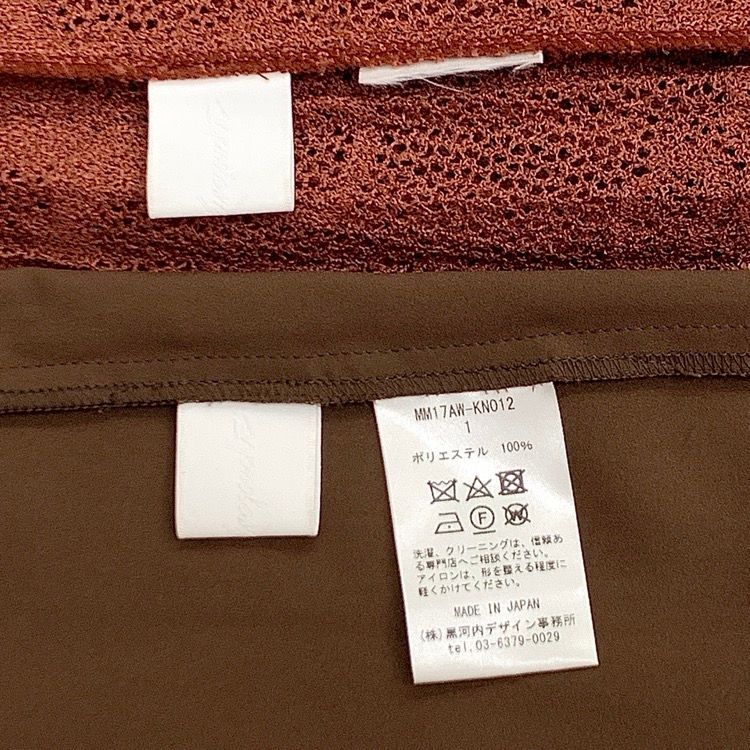 MM17AW-KN012
1
ポリエステル 100%
F
W
洗濯、クリーニングは、信頼あ
る専門店へご相談ください。
アイロンは、形を整える程度に
軽くかけてください。
MADE IN JAPAN
(株)黒河内デザイン事務所
tel.03-6379-0029